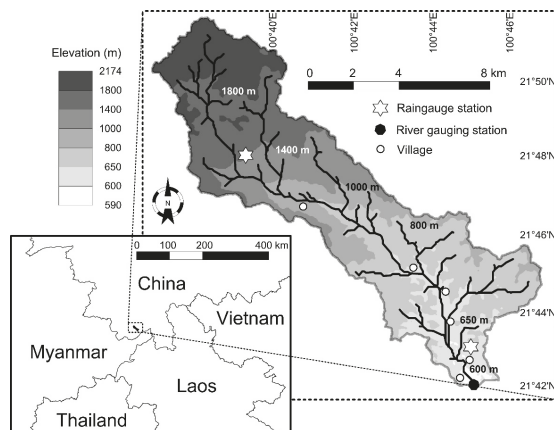 100°40'E
100°42'E
100°44'E
100°46'E
Elevation (m)
2174
1800
1400
1000
800
650
600
590
0 2 4 8 km
Raingauge station
River gauging station
Village
21°50'N
21°48'N
21°46'N
21°44'N
21°42'N
1800 m
1400 m
1000 m
800 m
650 m
600 m
N
0 100 200 400 km
China
Vietnam
Myanmar
Laos
Thailand